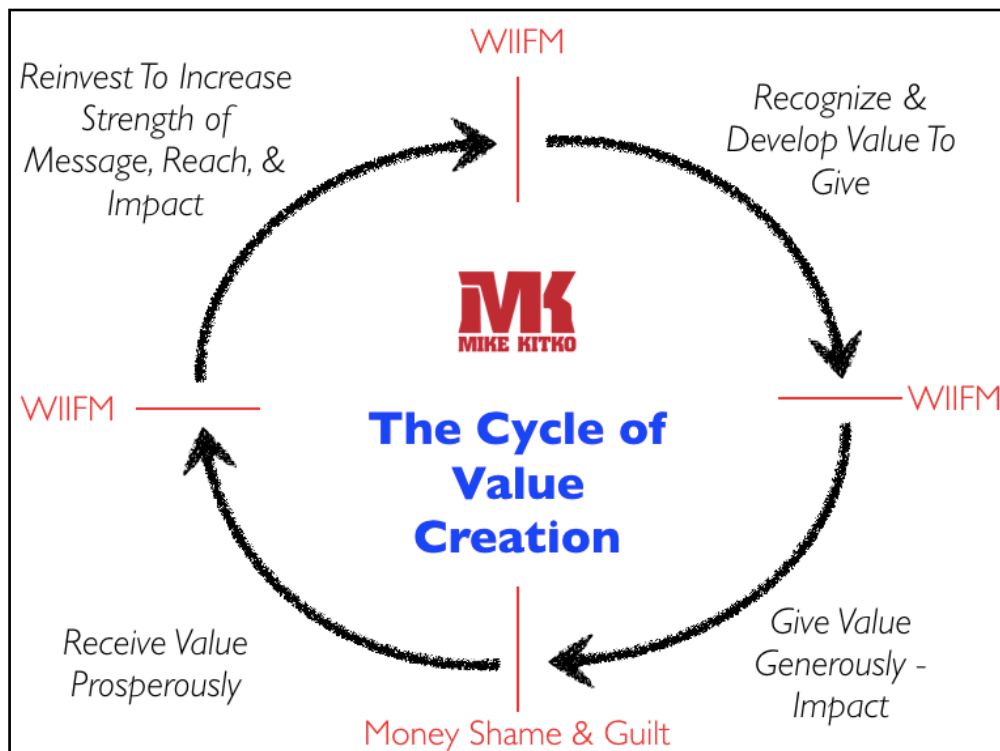 WIIFM
Reinvest To Increase
Strength of
Message, Reach, &
Impact
Recognize &
Develop Value To
Give
MK
MIKE KITKO
WIIFM
WIIFM
The Cycle of
Value
Creation
Receive Value
Prosperously
Give Value
Generously -
Impact
Money Shame & Guilt